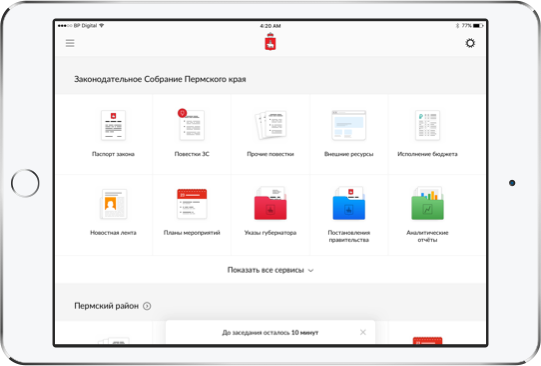 BP Digital
4:20 AM
77%
Законодательное Собрание Пермского края
Паспорт закона
Повестки ЗС
Прочие повестки
Внешние ресурсы
Исполнение бюджета
Новостная лента
Планы мероприятий
Указы губернатора
Постановления
правительства
Аналитические
отчёты
Показать все сервисы
Пермский район
До заседания осталось 10 минут